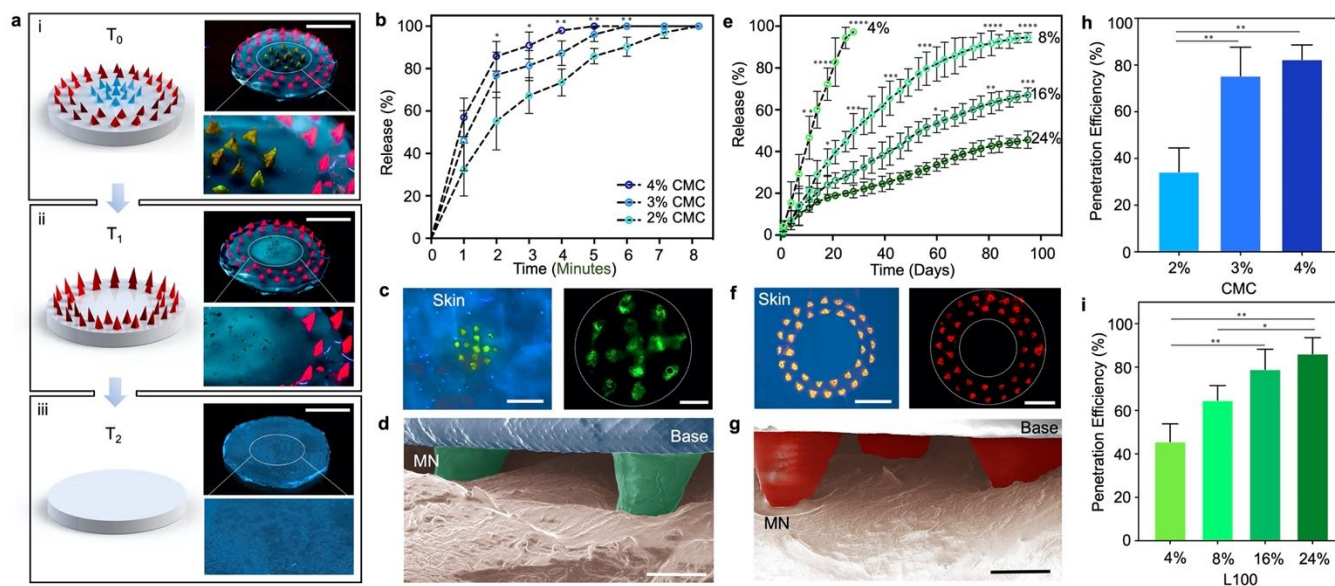 a
i
T0
ii
T1
iii
T2
b
Release (%)
100
80
60
40
20
0
* * ** ** **
4% CMC
3% CMC
2% CMC
0 1 2 3 4 5 6 7 8
Time (Minutes)
c
Skin
d
Base
MN
e
Release (%)
100
80
60
40
20
0
****
4%
****
**
****
8%
****
***
***
***
*
16%
***
**
*
24%
0 20 40 60 80 100
Time (Days)
f
Skin
g
Base
MN
h
Penetration Efficiency (%)
100
80
60
40
20
0
**
**
2% 3% 4%
CMC
i
Penetration Efficiency (%)
100
80
60
40
20
0
**
*
**
4% 8% 16% 24%
L100